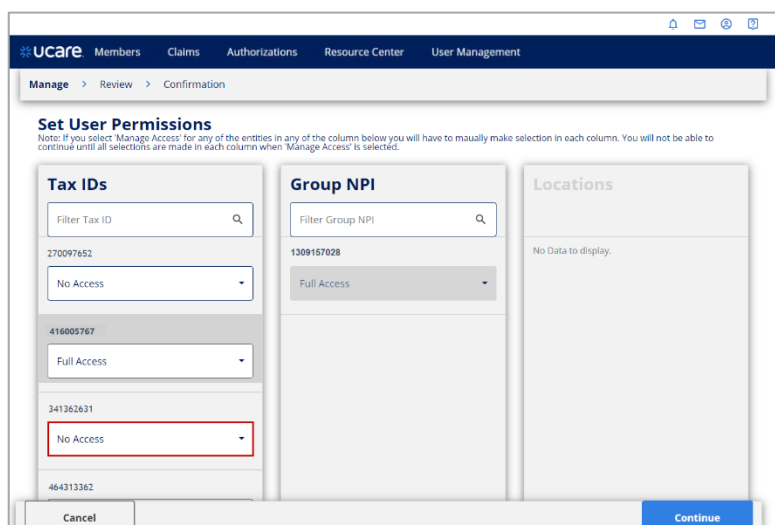 ucare Members Claims Authorizations Resource Center User Management
Manage > Review > Confirmation
Set User Permissions
Note: If you select 'Manage Access' for any of the entities in any of the column below you will have to maually make selection in each column. You will not be able to
continue until all selections are made in each column when 'Manage Access' is selected.
Tax IDs
Filter Tax ID
270097652
No Access
416005767
Full Access
341362631
No Access
464313362
Group NPI
Filter Group NPI
1309157028
Full Access
Locations
No Data to display.
Cancel
Continue